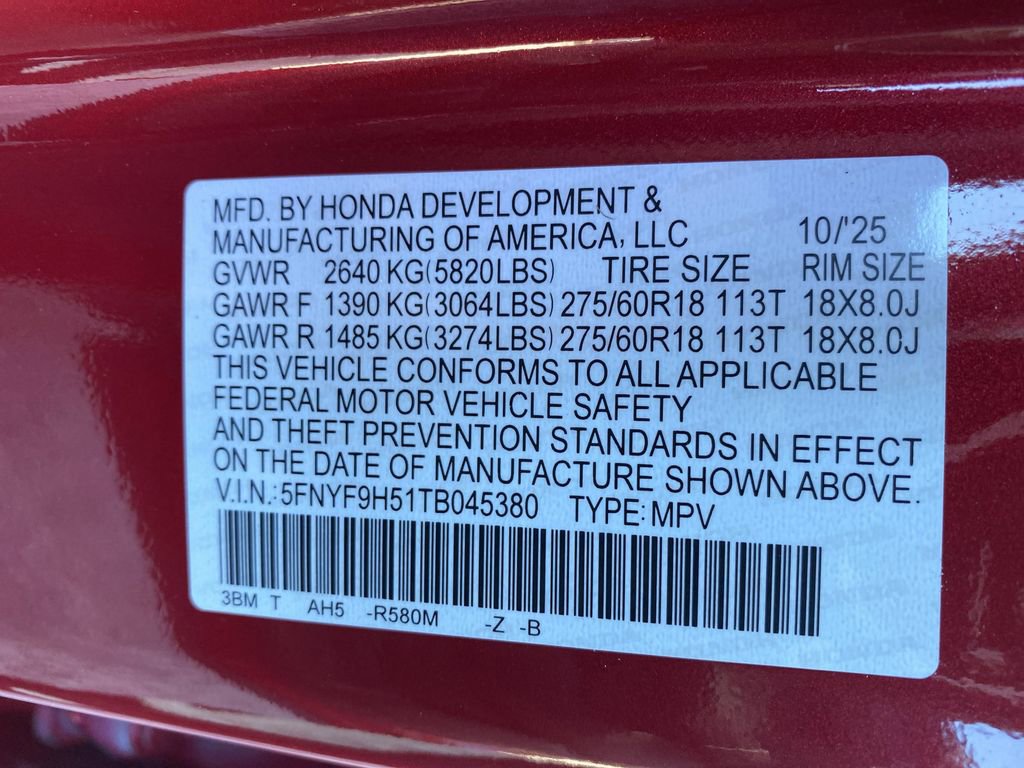 MFD. BY HONDA DEVELOPMENT &
MANUFACTURING OF AMERICA, LLC 10/'25
GVWR 2640 KG(5820LBS) TIRE SIZE RIM SIZE
GAWR F 1390 KG(3064LBS) 275/60R18 113T 18X8.0J
GAWR R 1485 KG(3274LBS) 275/60R18 113T 18X8.0J
THIS VEHICLE CONFORMS TO ALL APPLICABLE
FEDERAL MOTOR VEHICLE SAFETY
AND THEFT PREVENTION STANDARDS IN EFFECT
ON THE DATE OF MANUFACTURE SHOWN ABOVE.
V.I.N.:5FNYF9H51TB045380 TYPE:MPV
3BM T AH5 -R580M -Z -B